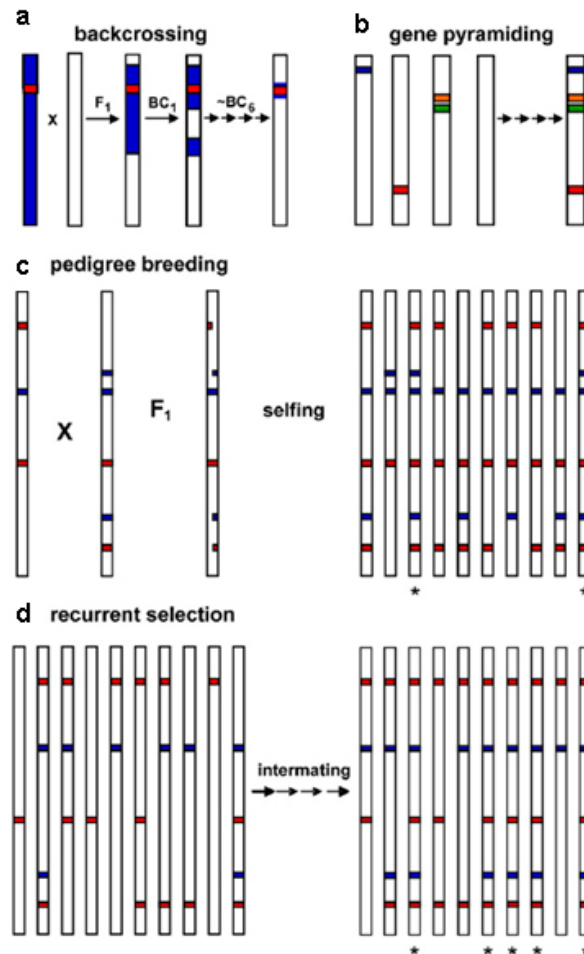 a backcrossing
X F₁ BC₁ ~BC₆
b gene pyramiding
c pedigree breeding
X F₁ selfing
* *
d recurrent selection
intermating
* * * * *